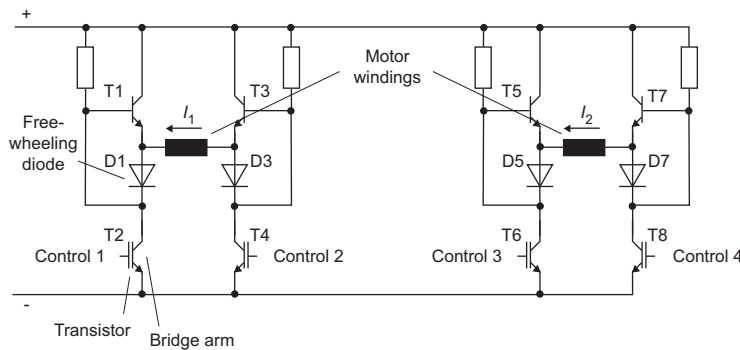 +
T1
T3
Motor
windings
T5
T7
I1
I2
Free-
wheeling
diode
D1
D3
D5
D7
T2
T4
T6
T8
Control 1
Control 2
Control 3
Control 4
-
Transistor
Bridge arm